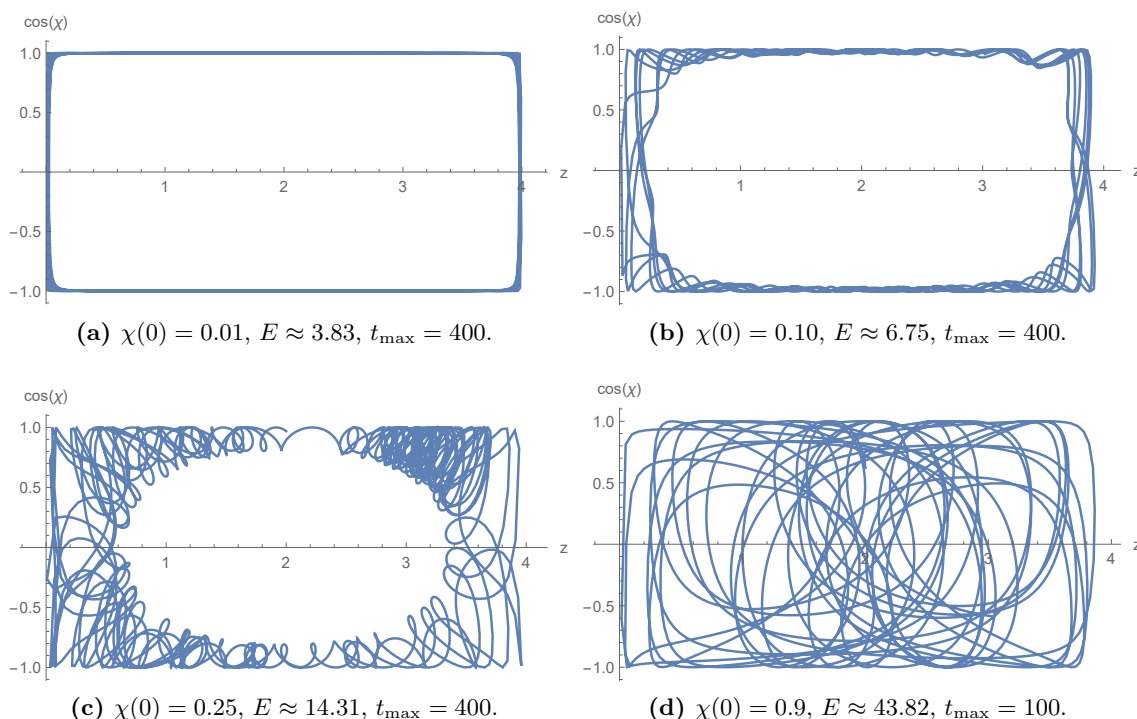 cos(χ)
1.0
0.5
-0.5
-1.0
1 2 3 4 z
(a) χ(0) = 0.01, E ≈ 3.83, t_max = 400.
cos(χ)
1.0
0.5
-0.5
-1.0
1 2 3 4 z
(b) χ(0) = 0.10, E ≈ 6.75, t_max = 400.
cos(χ)
1.0
0.5
-0.5
-1.0
1 2 3 4 z
(c) χ(0) = 0.25, E ≈ 14.31, t_max = 400.
cos(χ)
1.0
0.5
-0.5
-1.0
1 2 3 4 z
(d) χ(0) = 0.9, E ≈ 43.82, t_max = 100.